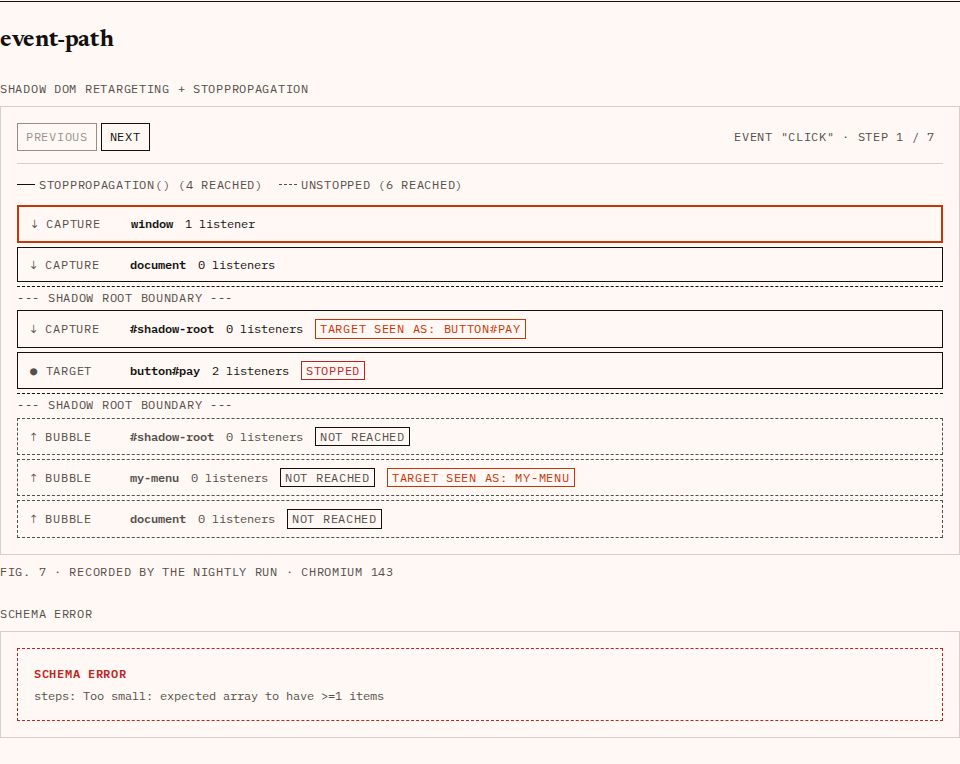 event-path
SHADOW DOM RETARGETING + STOPPROPAGATION
PREVIOUS NEXT EVENT "CLICK" · STEP 1 / 7
STOPPROPAGATION() (4 REACHED) UNSTOPPED (6 REACHED)
↓ CAPTURE window 1 listener
↓ CAPTURE document 0 listeners
--- SHADOW ROOT BOUNDARY ---
↓ CAPTURE #shadow-root 0 listeners TARGET SEEN AS: BUTTON#PAY
● TARGET button#pay 2 listeners STOPPED
--- SHADOW ROOT BOUNDARY ---
↑ BUBBLE #shadow-root 0 listeners NOT REACHED
↑ BUBBLE my-menu 0 listeners NOT REACHED TARGET SEEN AS: MY-MENU
↑ BUBBLE document 0 listeners NOT REACHED
FIG. 7 · RECORDED BY THE NIGHTLY RUN · CHROMIUM 143
SCHEMA ERROR
SCHEMA ERROR
steps: Too small: expected array to have >=1 items